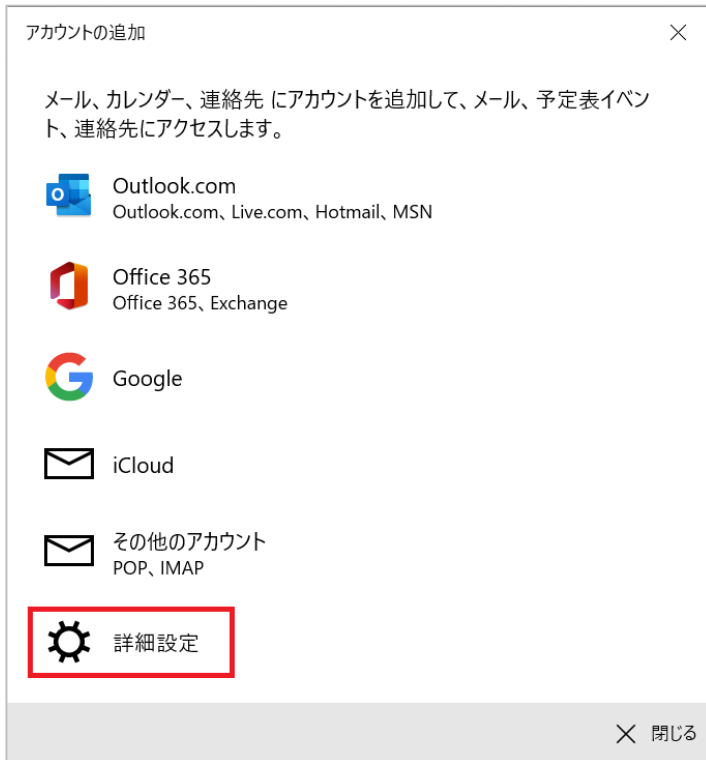 アカウントの追加
メール、カレンダー、連絡先 にアカウントを追加して、メール、予定表イベン
ト、連絡先にアクセスします。
Outlook.com
Outlook.com、Live.com、Hotmail、MSN
Office 365
Office 365、Exchange
Google
iCloud
その他のアカウント
POP、IMAP
詳細設定
閉じる